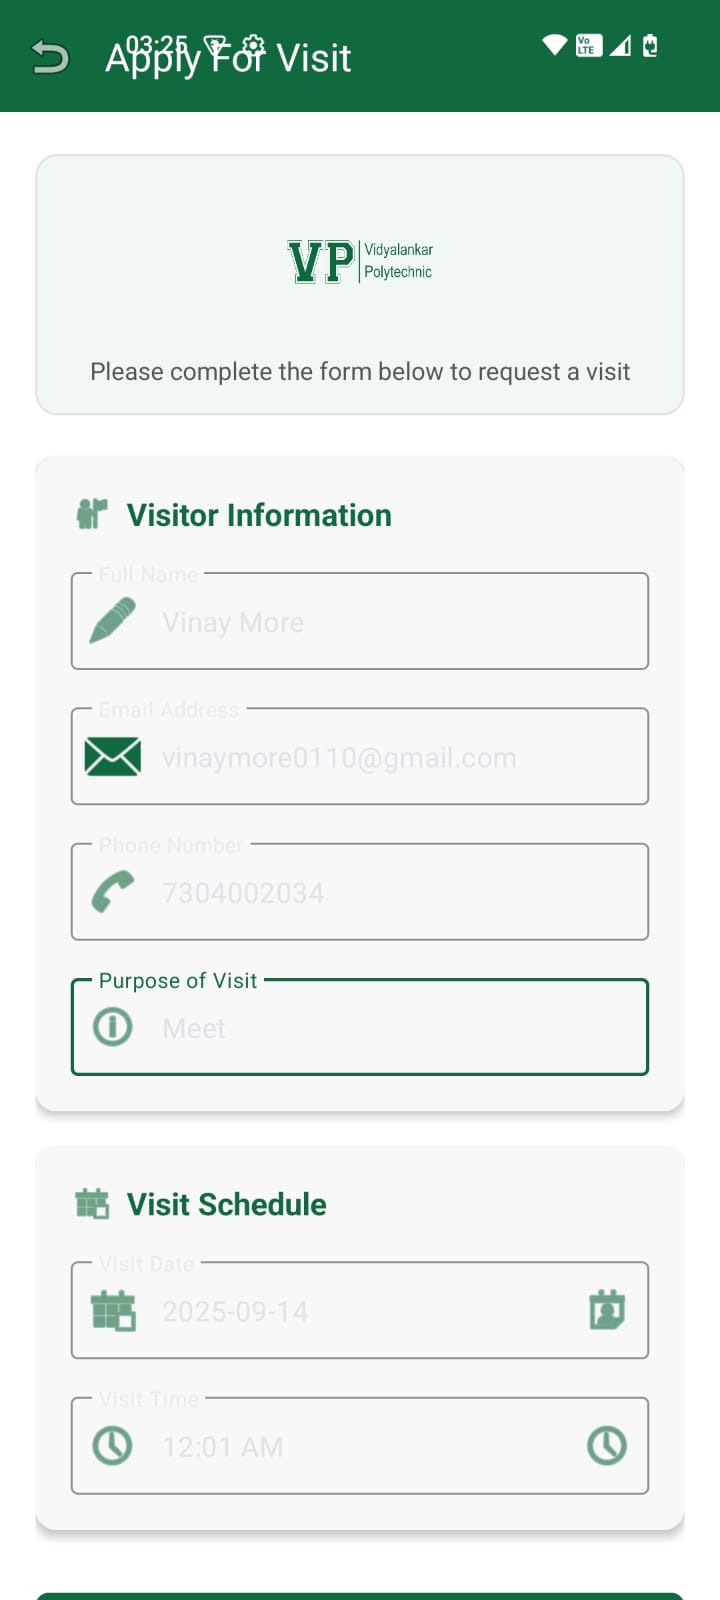 03:25
Vo
LTE
Apply For Visit
VP
Vidyalankar
Polytechnic
Please complete the form below to request a visit
Visitor Information
Full Name
Vinay More
Email Address
vinaymore0110@gmail.com
Phone Number
7304002034
Purpose of Visit
Meet
Visit Schedule
Visit Date
2025-09-14
Visit Time
12:01 AM